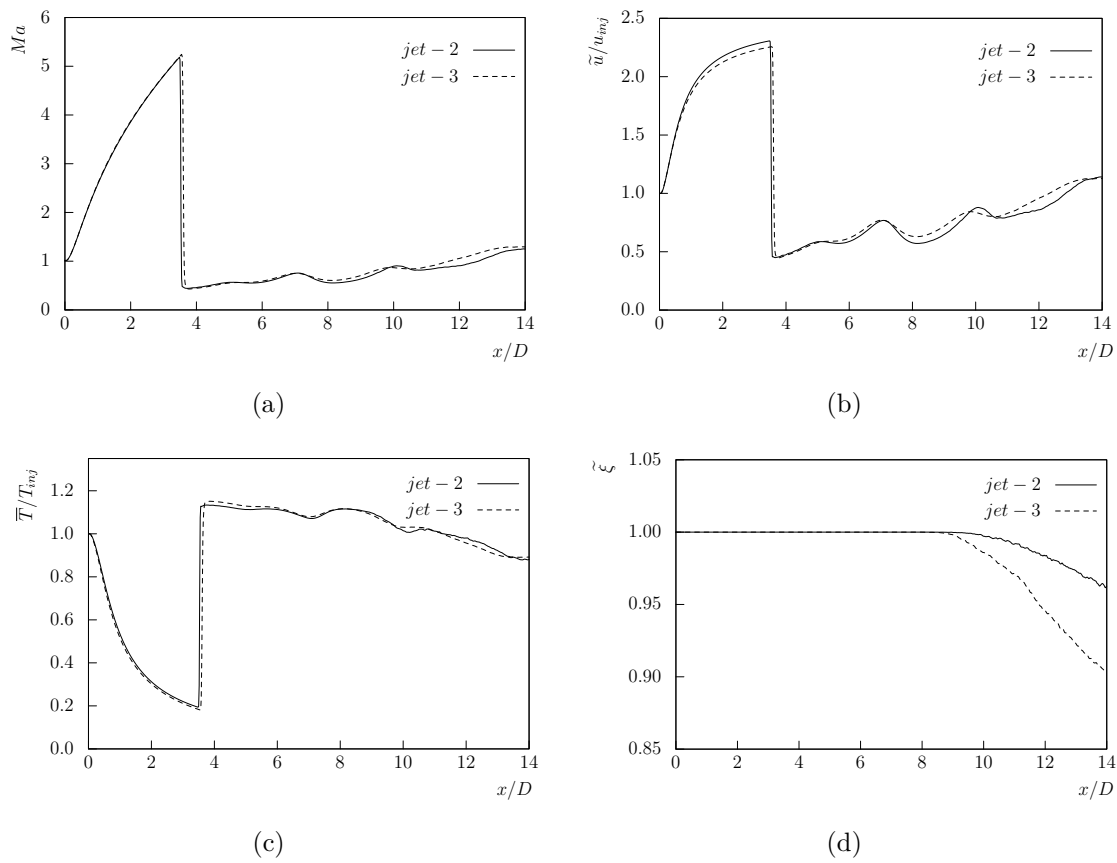 Ma
6
5
4
3
2
1
0
0 2 4 6 8 10 12 14
x/D
jet − 2
jet − 3
(a)
ũ/u_inj
2.5
2.0
1.5
1.0
0.5
0.0
0 2 4 6 8 10 12 14
x/D
jet − 2
jet − 3
(b)
T̿/T_inj
1.2
1.0
0.8
0.6
0.4
0.2
0.0
0 2 4 6 8 10 12 14
x/D
jet − 2
jet − 3
(c)
ξ̃
1.05
1.00
0.95
0.90
0.85
0 2 4 6 8 10 12 14
x/D
jet − 2
jet − 3
(d)